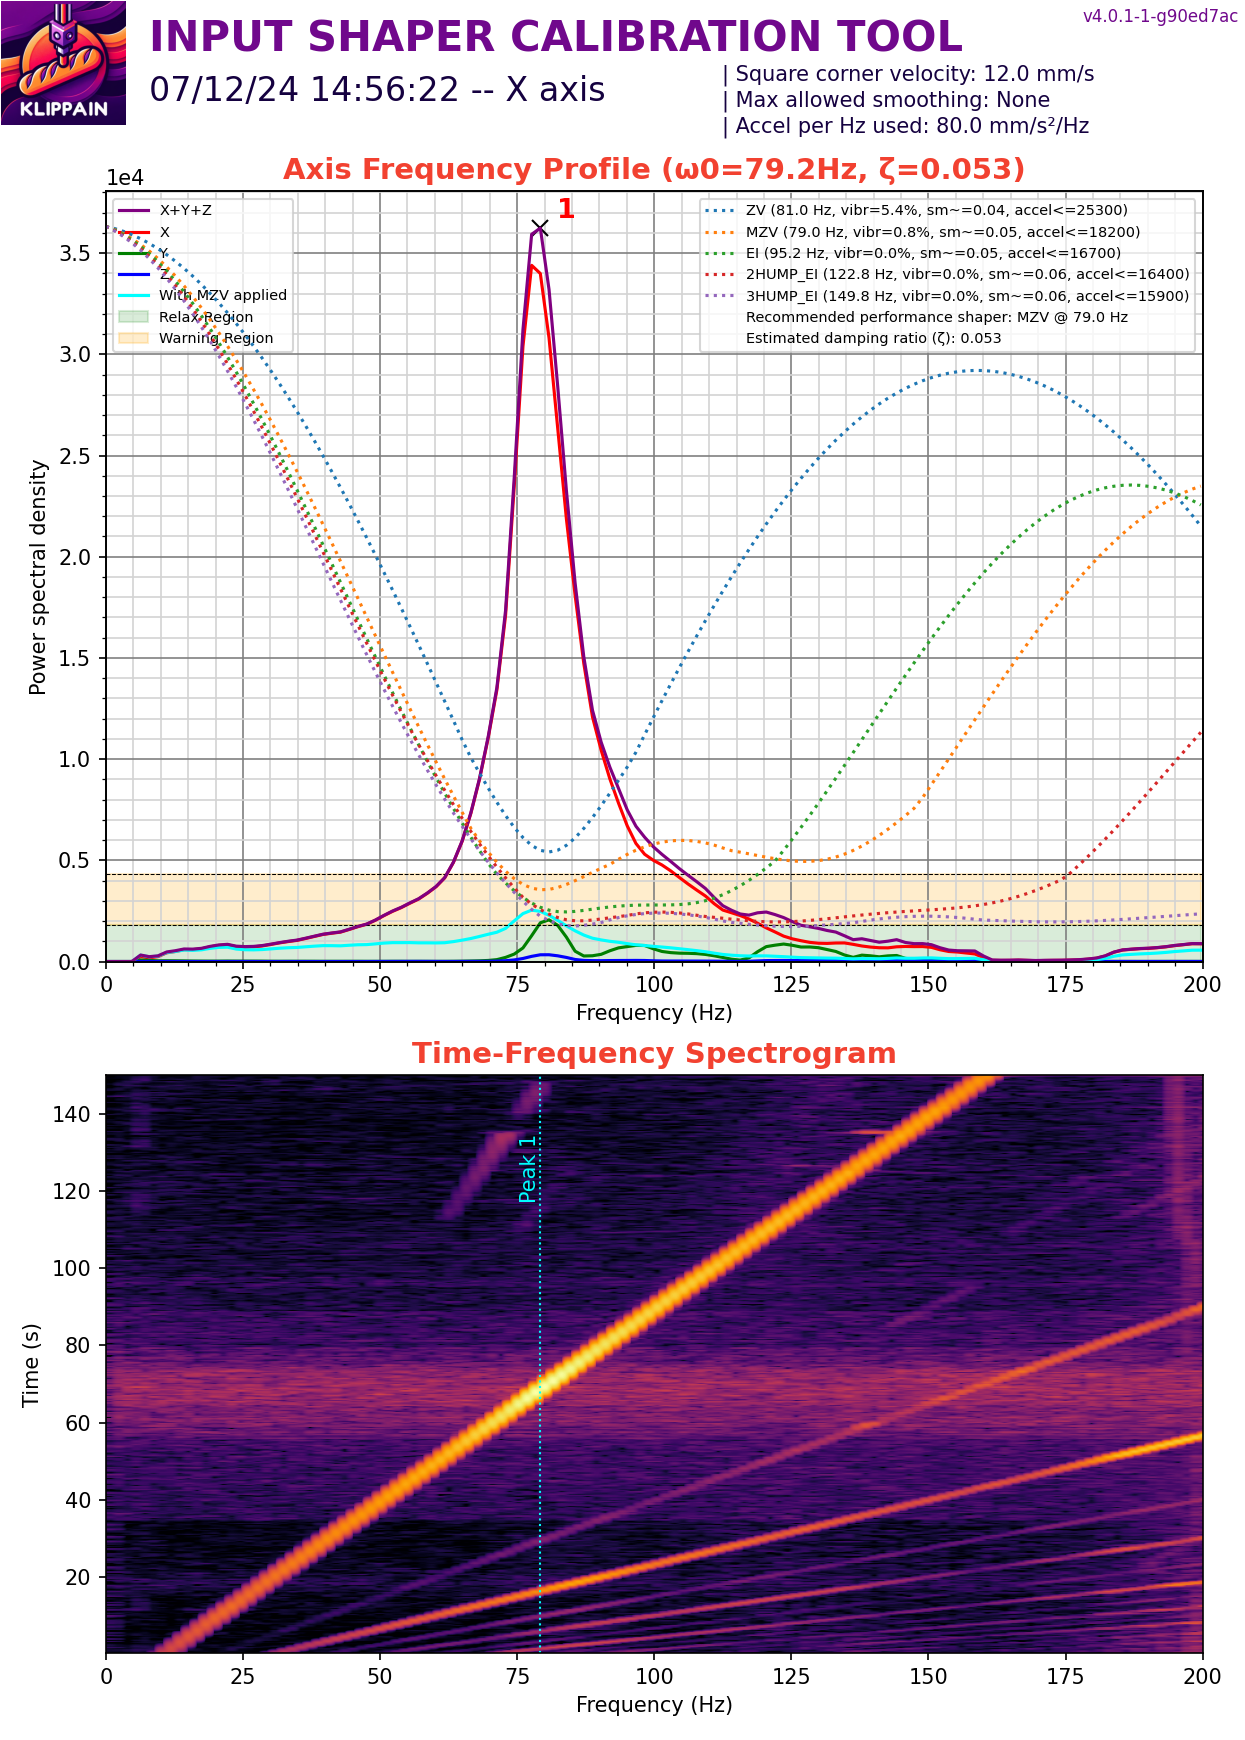 v4.0.1-1-g90ed7ac
INPUT SHAPER CALIBRATION TOOL
07/12/24 14:56:22 -- X axis
| Square corner velocity: 12.0 mm/s
| Max allowed smoothing: None
| Accel per Hz used: 80.0 mm/s²/Hz
KLIPPAIN
Axis Frequency Profile (ω0=79.2Hz, ζ=0.053)
1e4
1
X+Y+Z
X
Y
Z
With MZV applied
Relax Region
Warning Region
ZV (81.0 Hz, vibr=5.4%, sm~=0.04, accel<=25300)
MZV (79.0 Hz, vibr=0.8%, sm~=0.05, accel<=18200)
EI (95.2 Hz, vibr=0.0%, sm~=0.05, accel<=16700)
2HUMP_EI (122.8 Hz, vibr=0.0%, sm~=0.06, accel<=16400)
3HUMP_EI (149.8 Hz, vibr=0.0%, sm~=0.06, accel<=15900)
Recommended performance shaper: MZV @ 79.0 Hz
Estimated damping ratio (ζ): 0.053
Power spectral density
3.5
3.0
2.5
2.0
1.5
1.0
0.5
0.0
0 25 50 75 100 125 150 175 200
Frequency (Hz)
Time-Frequency Spectrogram
Time (s)
140
120
100
80
60
40
20
Peak 1
0 25 50 75 100 125 150 175 200
Frequency (Hz)